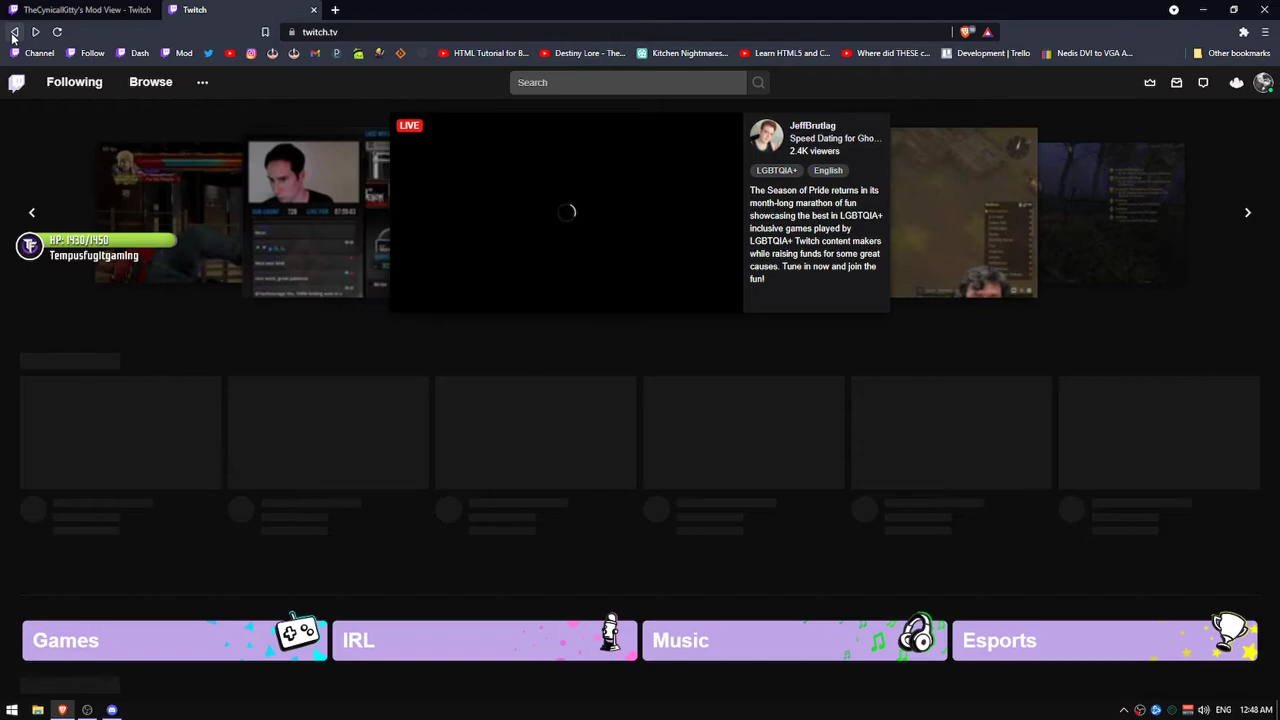 TheCynicalKitty's Mod View - Twitch
Twitch
twitch.tv
Channel
Follow
Dash
Mod
HTML Tutorial for B...
Destiny Lore - The...
Kitchen Nightmares...
Learn HTML5 and C...
Where did THESE c...
Development | Trello
Nedis DVI to VGA A...
Other bookmarks
Following
Browse
Search
LIVE
JeffBrutlag
Speed Dating for Gho...
2.4K viewers
LGBTQIA+
English
The Season of Pride returns in its
month-long marathon of fun
showcasing the best in LGBTQIA+
inclusive games played by
LGBTQIA+ Twitch content makers
while raising funds for some great
causes. Tune in now and join the
fun!
HP: 1430/1450
TempusfugitgamIng
Games
IRL
Music
Esports
ENG
12:48 AM